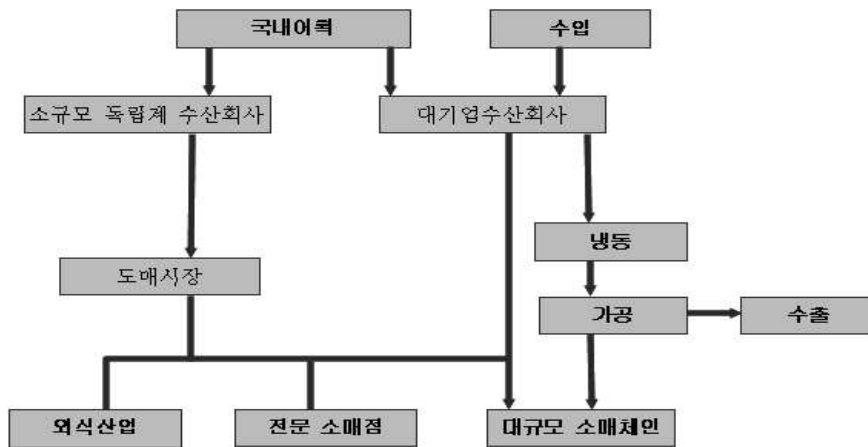 국내어획
수입
소규모 독립계 수산회사
대기업수산회사
냉동
도매시장
가공
수출
외식산업
전문 소매점
대규모 소매체인